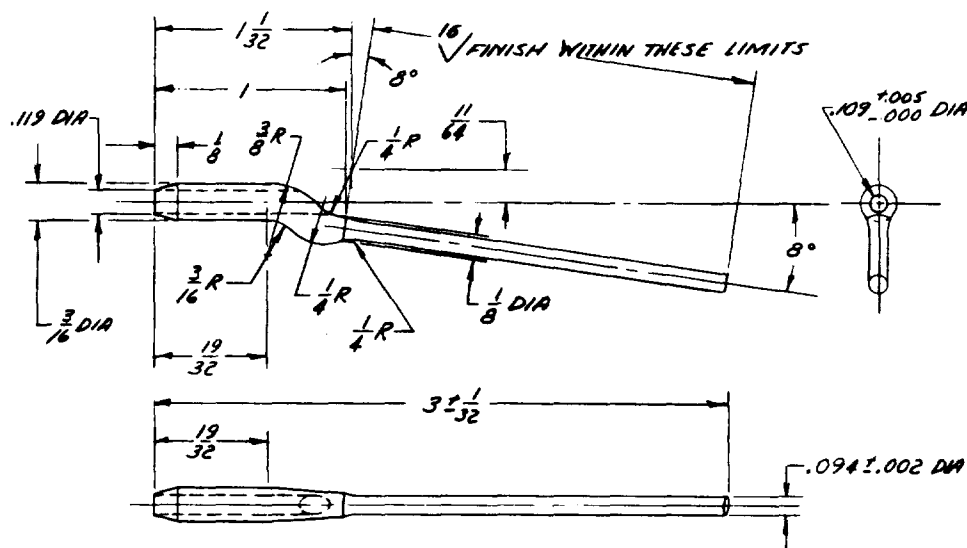 1 1/32
16
FINISH WITHIN THESE LIMITS
8°
1
.119 DIA
1/8
3/8 R
1/4 R
11/64
.109 +.005 -.000 DIA
8°
3/16 R
1/4 R
1/8 DIA
3/16 DIA
1/4 R
19/32
3 ± 1/32
19/32
.094 ±.002 DIA